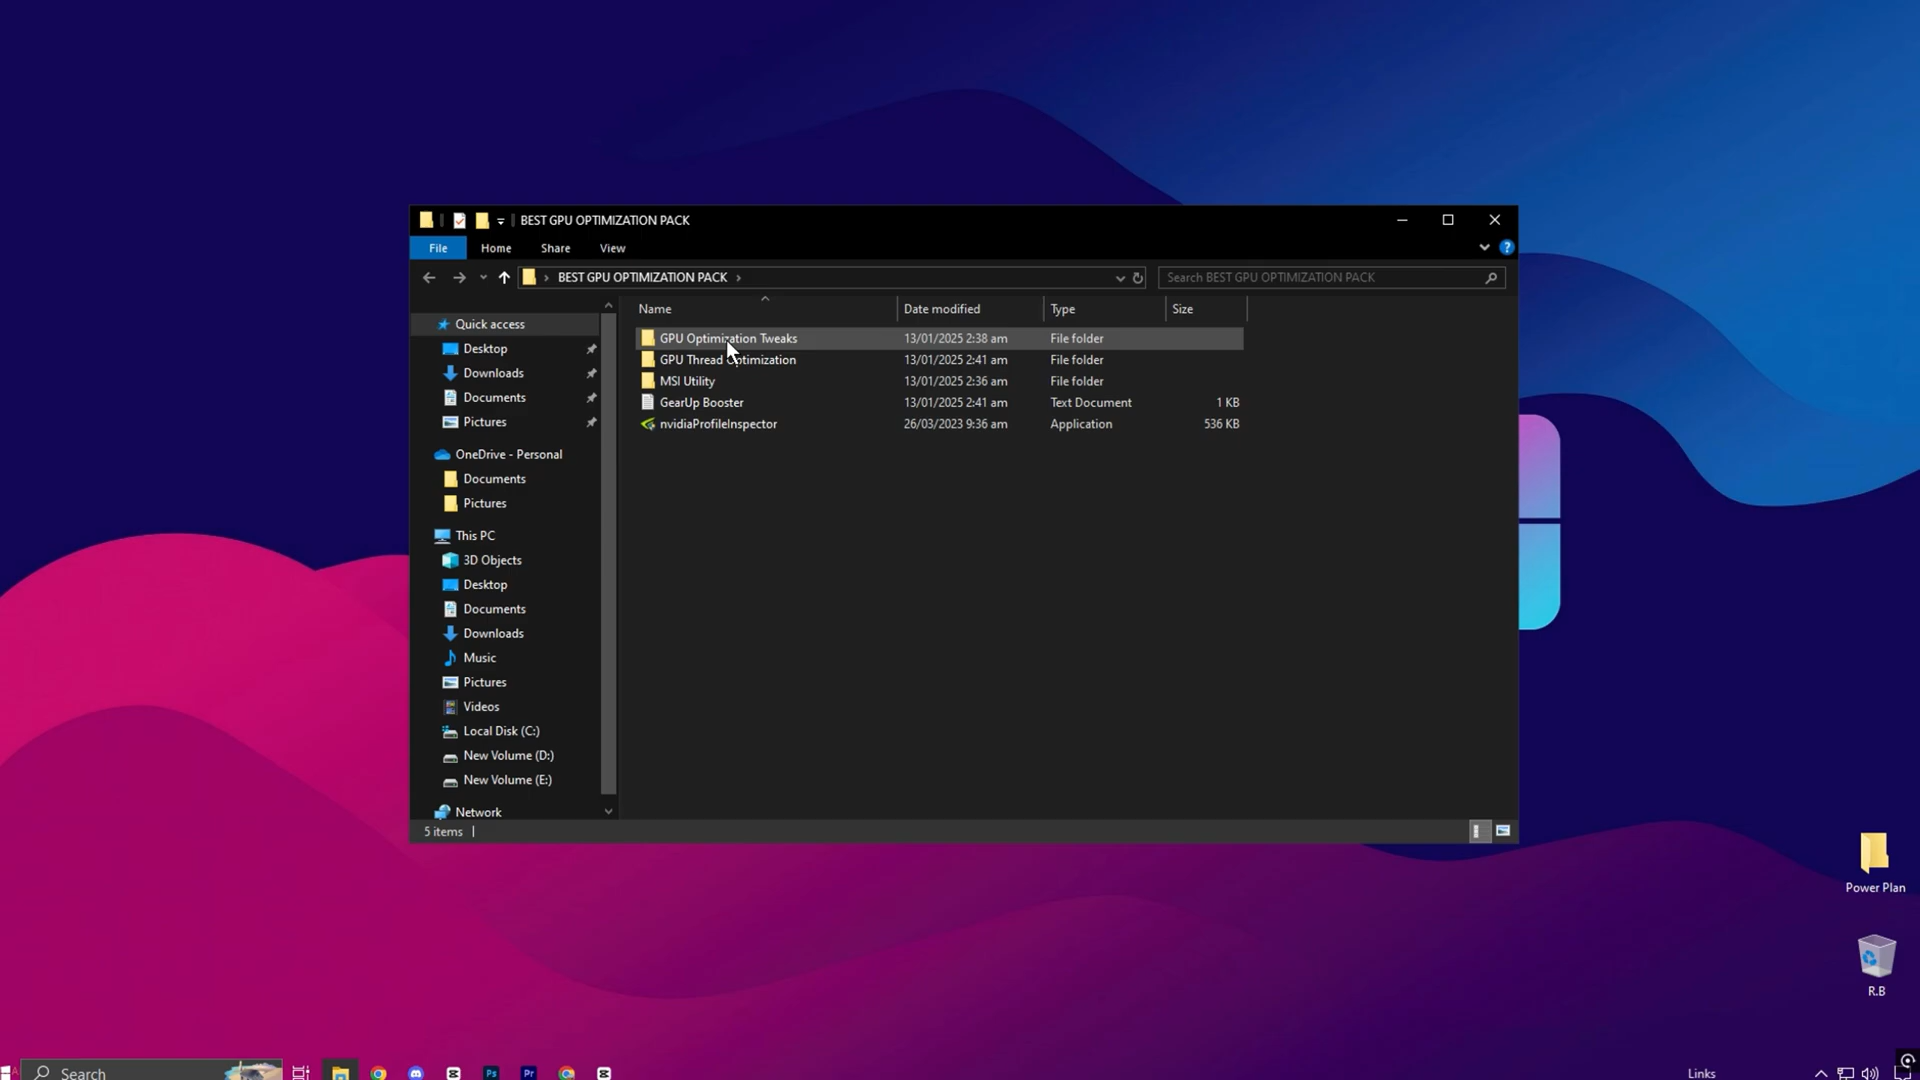 BEST GPU OPTIMIZATION PACK
File Home Share View
BEST GPU OPTIMIZATION PACK
Search BEST GPU OPTIMIZATION PACK
Name Date modified Type Size
Quick access
Desktop
Downloads
Documents
Pictures
OneDrive - Personal
Documents
Pictures
This PC
3D Objects
Desktop
Documents
Downloads
Music
Pictures
Videos
Local Disk (C:)
New Volume (D:)
New Volume (E:)
Network
GPU Optimization Tweaks 13/01/2025 2:38 am File folder
GPU Thread Optimization 13/01/2025 2:41 am File folder
MSI Utility 13/01/2025 2:36 am File folder
GearUp Booster 13/01/2025 2:41 am Text Document 1 KB
nvidiaProfileInspector 26/03/2023 9:36 am Application 536 KB
5 items
Power Plan
R.B
Search
Ps
Pr
Links